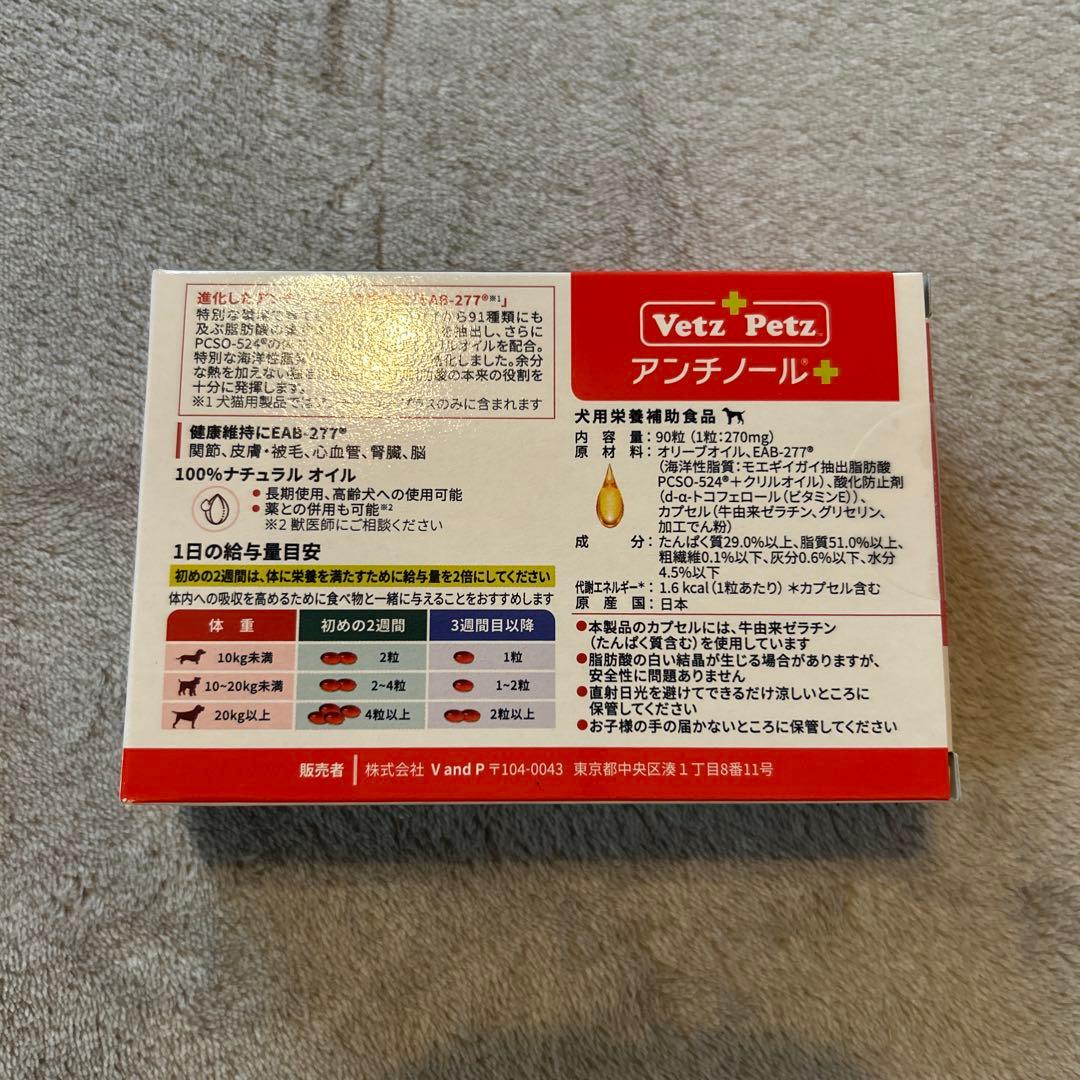 進化した
EAB-277®※1」
特別な
ら91種類にも
及ぶ脂肪酸の
抽出し、さらに
PCSO-524®の
ルオイルを配合。
特別な海洋性脂質
化しました。余分
な熱を加えない
酸の本来の役割を
十分に発揮します。
※1 犬猫用製品では
プラスのみに含まれます
健康維持にEAB-277®
関節、皮膚・被毛、心血管、腎臓、脳
100%ナチュラル オイル
● 長期使用、高齢犬への使用可能
● 薬との併用も可能※2
※2 獣医師にご相談ください
1日の給与量目安
初めの2週間は、体に栄養を満たすために給与量を2倍にしてください
体内への吸収を高めるために食べ物と一緒に与えることをおすすめします
体 重 初めの2週間 3週間目以降
10kg未満 2粒 1粒
10~20kg未満 2~4粒 1~2粒
20kg以上 4粒以上 2粒以上
Vetz Petz™
アンチノール®
犬用栄養補助食品
内 容 量:90粒(1粒:270mg)
原 材 料:オリーブオイル、EAB-277®
(海洋性脂質:モエギイガイ抽出脂肪酸
PCSO-524®+クリルオイル)、酸化防止剤
(d-α-トコフェロール(ビタミンE))、
カプセル(牛由来ゼラチン、グリセリン、
加工でん粉)
成 分:たんぱく質29.0%以上、脂質51.0%以上、
粗繊維0.1%以下、灰分0.6%以下、水分
4.5%以下
代謝エネルギー*:1.6 kcal(1粒あたり) *カプセル含む
原 産 国:日本
●本製品のカプセルには、牛由来ゼラチン
(たんぱく質含む)を使用しています
●脂肪酸の白い結晶が生じる場合がありますが、
安全性に問題ありません
●直射日光を避けてできるだけ涼しいところに
保管してください
●お子様の手の届かないところに保管してください
販売者 株式会社 V and P 〒104-0043 東京都中央区湊1丁目8番11号